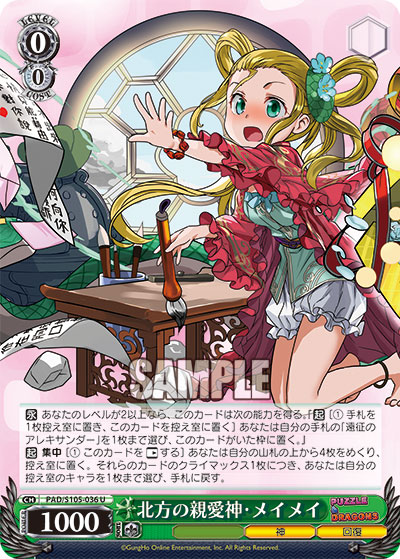 LEVEL
0
0
COST
SAMPLE
永 あなたのレベルが2以上なら、このカードは次の能力を得る。『起［① 手札を
1枚控え室に置き、このカードを控え室に置く］あなたは自分の手札の「遠征の
アレキサンダー」を1枚まで選び、このカードがいた枠に置く。』
起 集中［① このカードを する］あなたは自分の山札の上から4枚をめくり、
控え室に置く。それらのカードのクライマックス1枚につき、あなたは自分の控え
室のキャラを1枚まで選び、手札に戻す。
CH PAD/S105-036 U
POWER
1000
北方の親愛神・メイメイ
神
回復
PUZZLE & DRAGONS
©GungHo Online Entertainment, Inc. All Rights Reserved.